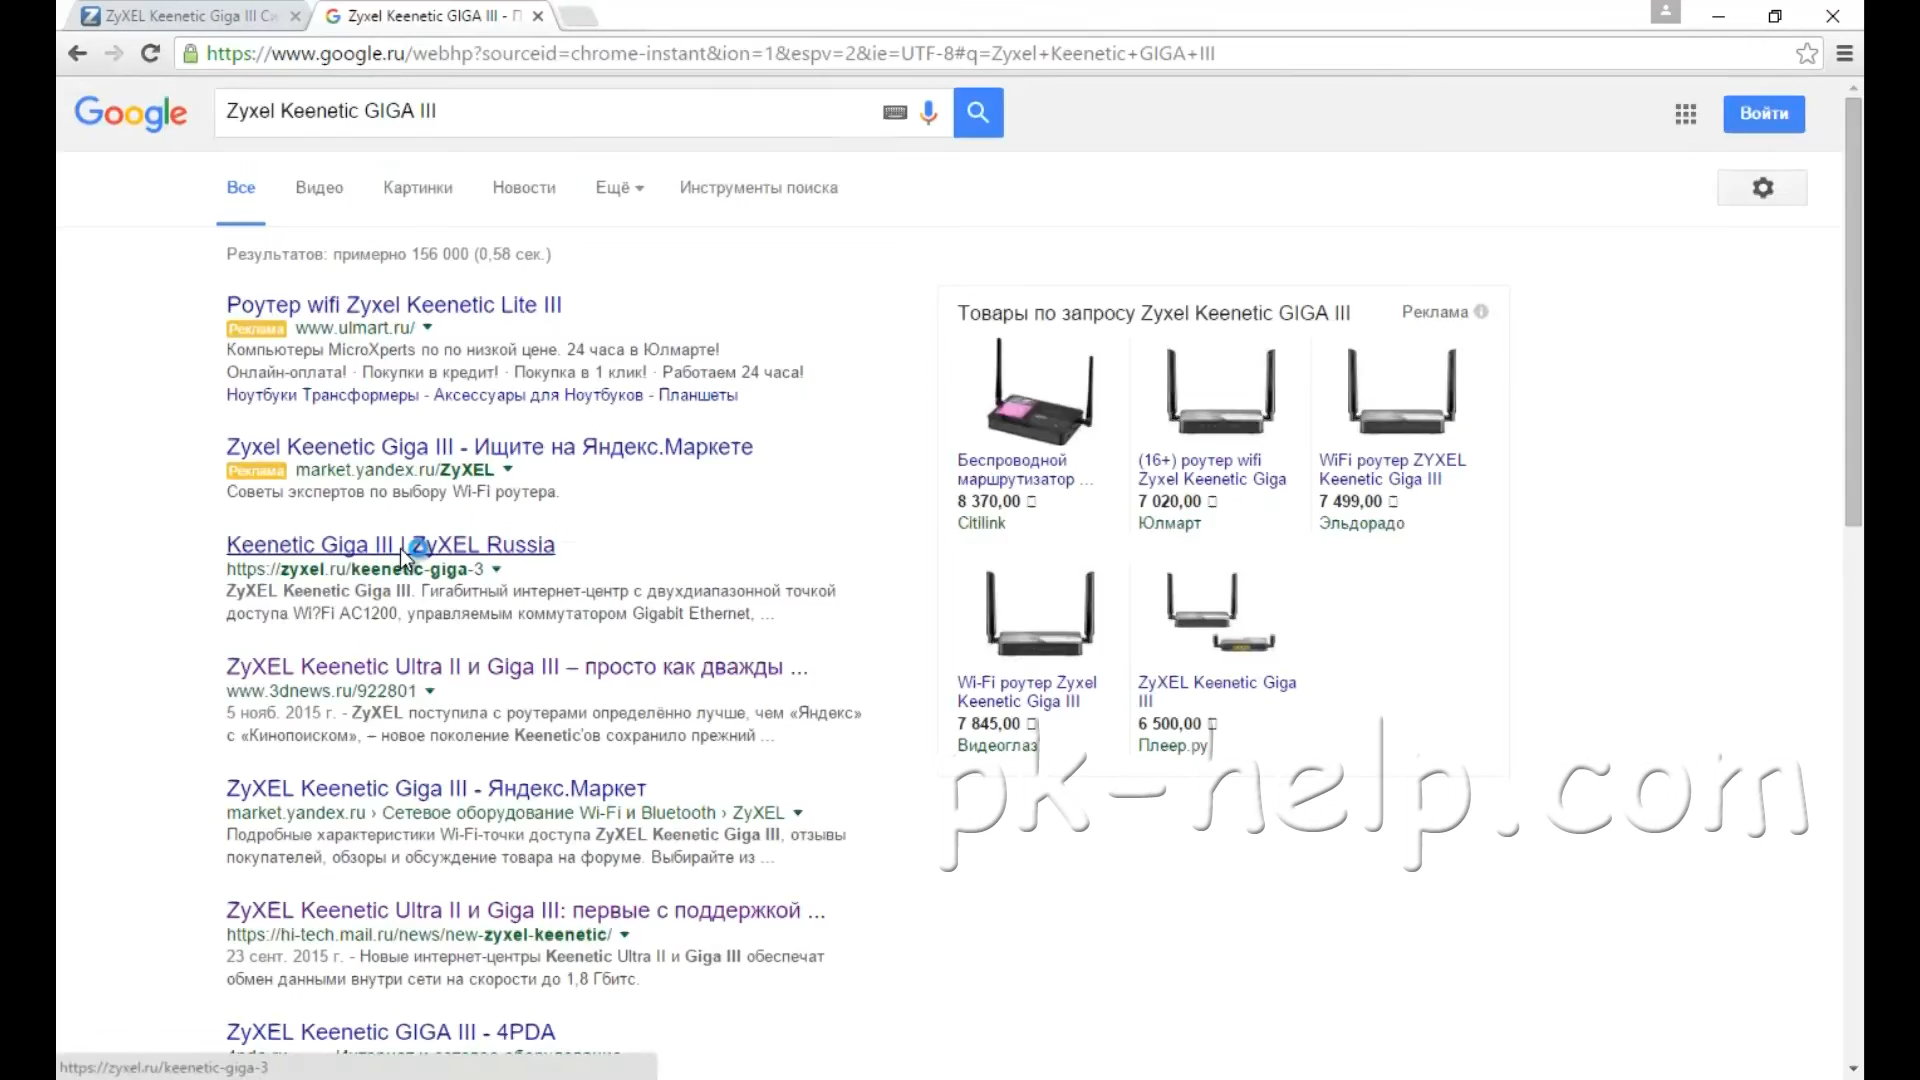 ZyXEL Keenetic Giga III Си
Zyxel Keenetic GIGA III - П
https://www.google.ru/webhp?sourceid=chrome-instant&ion=1&espv=2&ie=UTF-8#q=Zyxel+Keenetic+GIGA+III
Google
Zyxel Keenetic GIGA III
Войти
Все
Видео
Картинки
Новости
Ещё
Инструменты поиска
Результатов: примерно 156 000 (0,58 сек.)
Роутер wifi Zyxel Keenetic Lite III
Реклама www.ulmart.ru/
Компьютеры MicroXperts по по низкой цене. 24 часа в Юлмарте!
Онлайн-оплата! · Покупки в кредит! · Покупка в 1 клик! · Работаем 24 часа!
Ноутбуки Трансформеры - Аксессуары для Ноутбуков - Планшеты
Zyxel Keenetic Giga III - Ищите на Яндекс.Маркете
Реклама market.yandex.ru/ZyXEL
Советы экспертов по выбору Wi-Fi роутера.
Keenetic Giga III | ZyXEL Russia
https://zyxel.ru/keenetic-giga-3
ZyXEL Keenetic Giga III. Гигабитный интернет-центр с двухдиапазонной точкой
доступа Wi?Fi AC1200, управляемым коммутатором Gigabit Ethernet, ...
ZyXEL Keenetic Ultra II и Giga III – просто как дважды ...
www.3dnews.ru/922801
5 нояб. 2015 г. - ZyXEL поступила с роутерами определённо лучше, чем «Яндекс»
с «Кинопоиском», – новое поколение Keenetic'ов сохранило прежний ...
ZyXEL Keenetic Giga III - Яндекс.Маркет
market.yandex.ru › Сетевое оборудование Wi-Fi и Bluetooth › ZyXEL
Подробные характеристики Wi-Fi-точки доступа ZyXEL Keenetic Giga III, отзывы
покупателей, обзоры и обсуждение товара на форуме. Выбирайте из ...
ZyXEL Keenetic Ultra II и Giga III: первые с поддержкой ...
https://hi-tech.mail.ru/news/new-zyxel-keenetic/
23 сент. 2015 г. - Новые интернет-центры Keenetic Ultra II и Giga III обеспечат
обмен данными внутри сети на скорости до 1,8 Гбитс.
ZyXEL Keenetic GIGA III - 4PDA
https://zyxel.ru/keenetic-giga-3
Товары по запросу Zyxel Keenetic GIGA III
Реклама
Беспроводной
маршрутизатор ...
8 370,00
Citilink
(16+) роутер wifi
Zyxel Keenetic Giga
7 020,00
Юлмарт
WiFi роутер ZYXEL
Keenetic Giga III
7 499,00
Эльдорадо
Wi-Fi роутер Zyxel
Keenetic Giga III
7 845,00
Видеоглаз
ZyXEL Keenetic Giga
III
6 500,00
Плеер.ру
pk-help.com